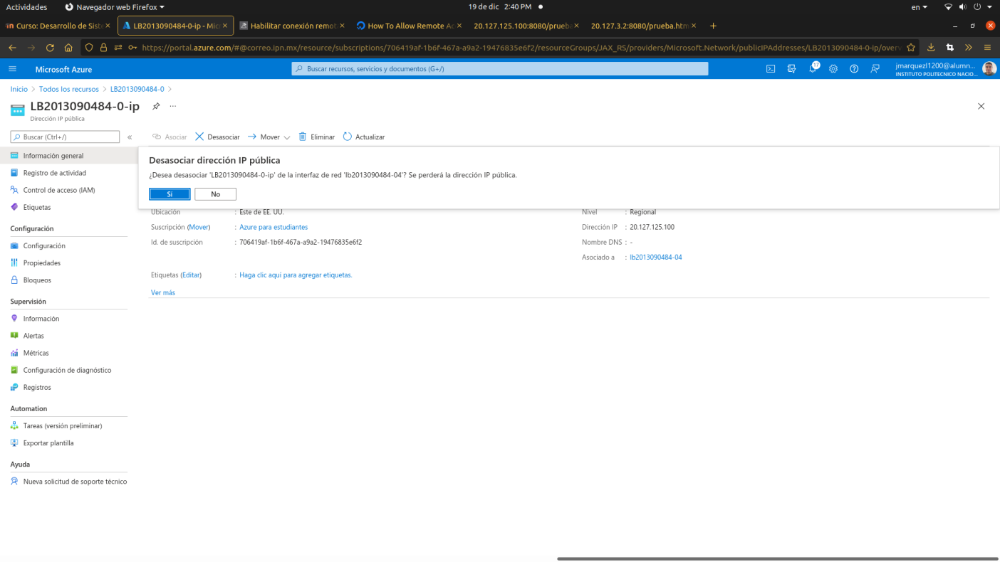 Actividades
Navegador web Firefox
19 de dic 2:40 PM
en
Curso: Desarrollo de Siste
LB2013090484-0-ip - Micr
Habilitar conexión remot
How To Allow Remote Ac
20.127.125.100:8080/prueb
20.127.3.2:8080/prueba.htm
https://portal.azure.com/#@correo.ipn.mx/resource/subscriptions/706419af-1b6f-467a-a9a2-19476835e6f2/resourceGroups/JAX_RS/providers/Microsoft.Network/publicIPAddresses/LB2013090484-0-ip/overv
Microsoft Azure
Buscar recursos, servicios y documentos (G+/)
17
jmarquezl1200@alumn...
INSTITUTO POLITECNICO NACIO...
Inicio > Todos los recursos > LB2013090484-0 >
LB2013090484-0-ip
...
Dirección IP pública
Buscar (Ctrl+/)
Asociar
Desasociar
Mover
Eliminar
Actualizar
Información general
Registro de actividad
Control de acceso (IAM)
Etiquetas
Configuración
Configuración
Propiedades
Bloqueos
Supervisión
Información
Alertas
Métricas
Configuración de diagnóstico
Registros
Automation
Tareas (versión preliminar)
Exportar plantilla
Ayuda
Nueva solicitud de soporte técnico
Desasociar dirección IP pública
¿Desea desasociar 'LB2013090484-0-ip' de la interfaz de red 'lb2013090484-04'? Se perderá la dirección IP pública.
Sí
No
Ubicación : Este de EE. UU.
Suscripción (Mover) : Azure para estudiantes
Id. de suscripción : 706419af-1b6f-467a-a9a2-19476835e6f2
Nivel : Regional
Dirección IP : 20.127.125.100
Nombre DNS : -
Asociado a : lb2013090484-04
Etiquetas (Editar) : Haga clic aquí para agregar etiquetas.
Ver más